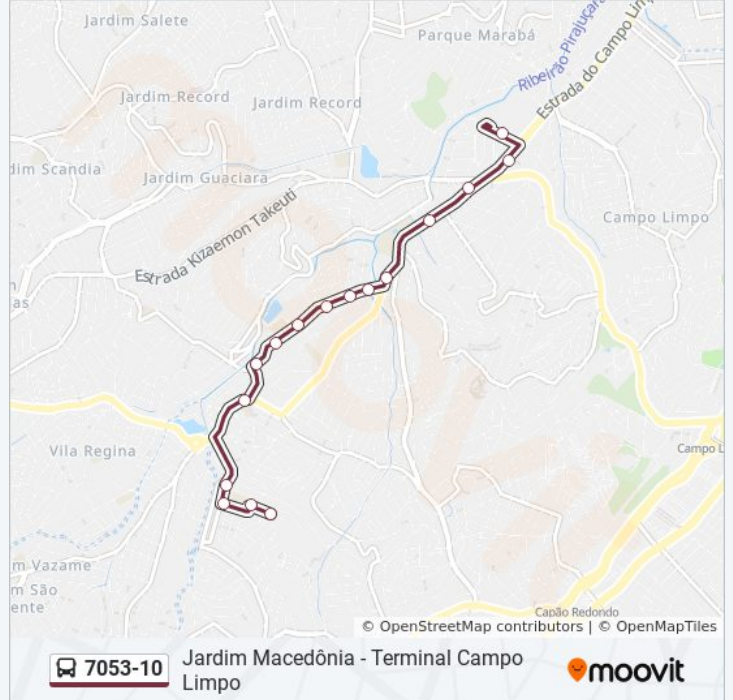 Jardim Salete
Parque Marabá
Ribeirão Pirajuçara
Estrada do Campo Lim
Jardim Record
Jardim Record
dim Scandia
Jardim Guaciara
Campo Limpo
Estrada Kizaemon Takeuti
as
Vila Regina
Campo L
m Vazame
m São
ente
Capão Redondo
© OpenStreetMap contributors | © OpenMapTiles
7053-10
Jardim Macedônia - Terminal Campo
Limpo
moovit